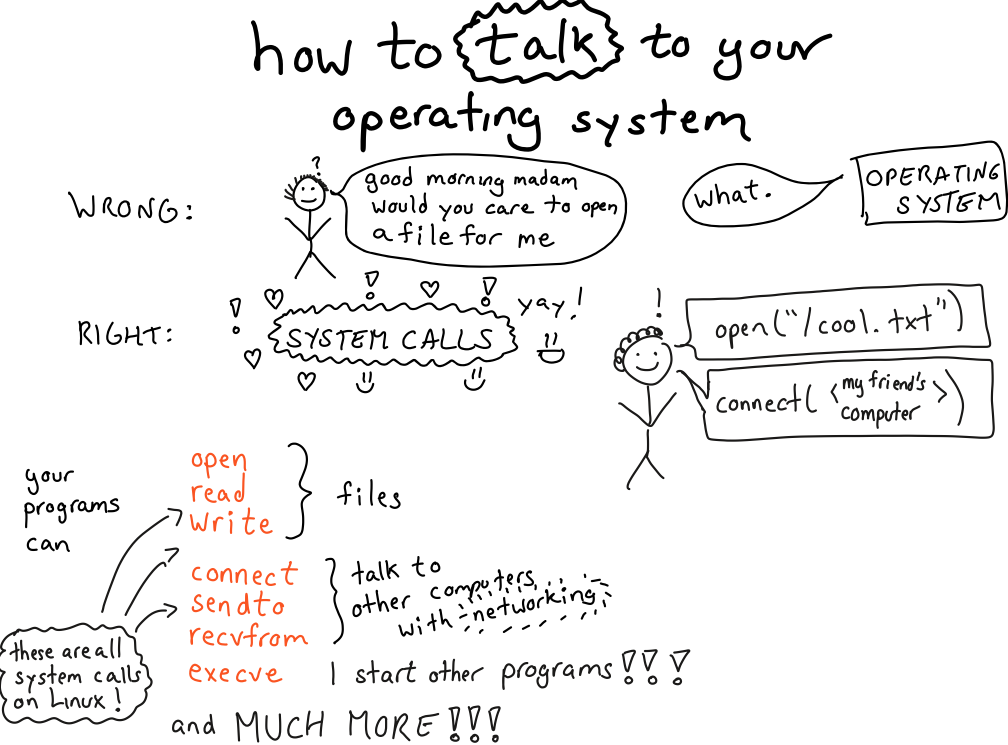 how to talk to your
operating system
WRONG:
?
good morning madam
would you care to open
a file for me
what.
OPERATING
SYSTEM
RIGHT:
! ♡ ! ♡ ! yay!
SYSTEM CALLS
!
open("/cool.txt")
connect( <my friend's
computer> )
your
programs
can
open
read
write
files
connect
sendto
recvfrom
talk to
other computers
with networking
execve | start other programs!!!
these are all
system calls
on Linux!
and MUCH MORE!!!